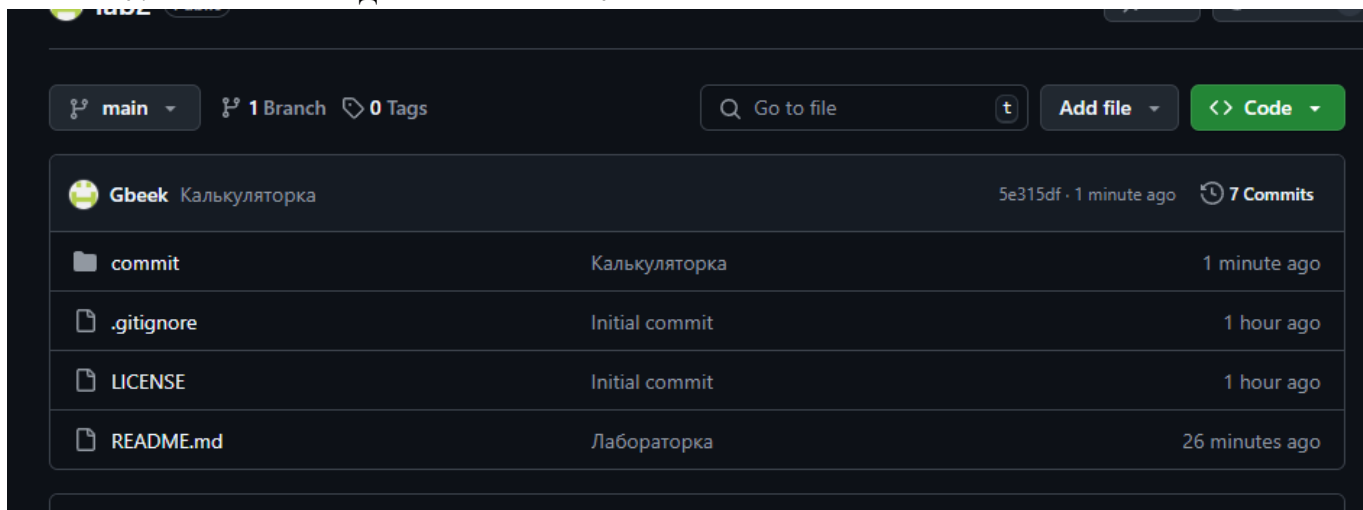 lab2 Public
main 1 Branch 0 Tags Go to file t Add file <> Code
Gbeek Калькуляторка 5e315df · 1 minute ago 7 Commits
commit Калькуляторка 1 minute ago
.gitignore Initial commit 1 hour ago
LICENSE Initial commit 1 hour ago
README.md Лабораторка 26 minutes ago